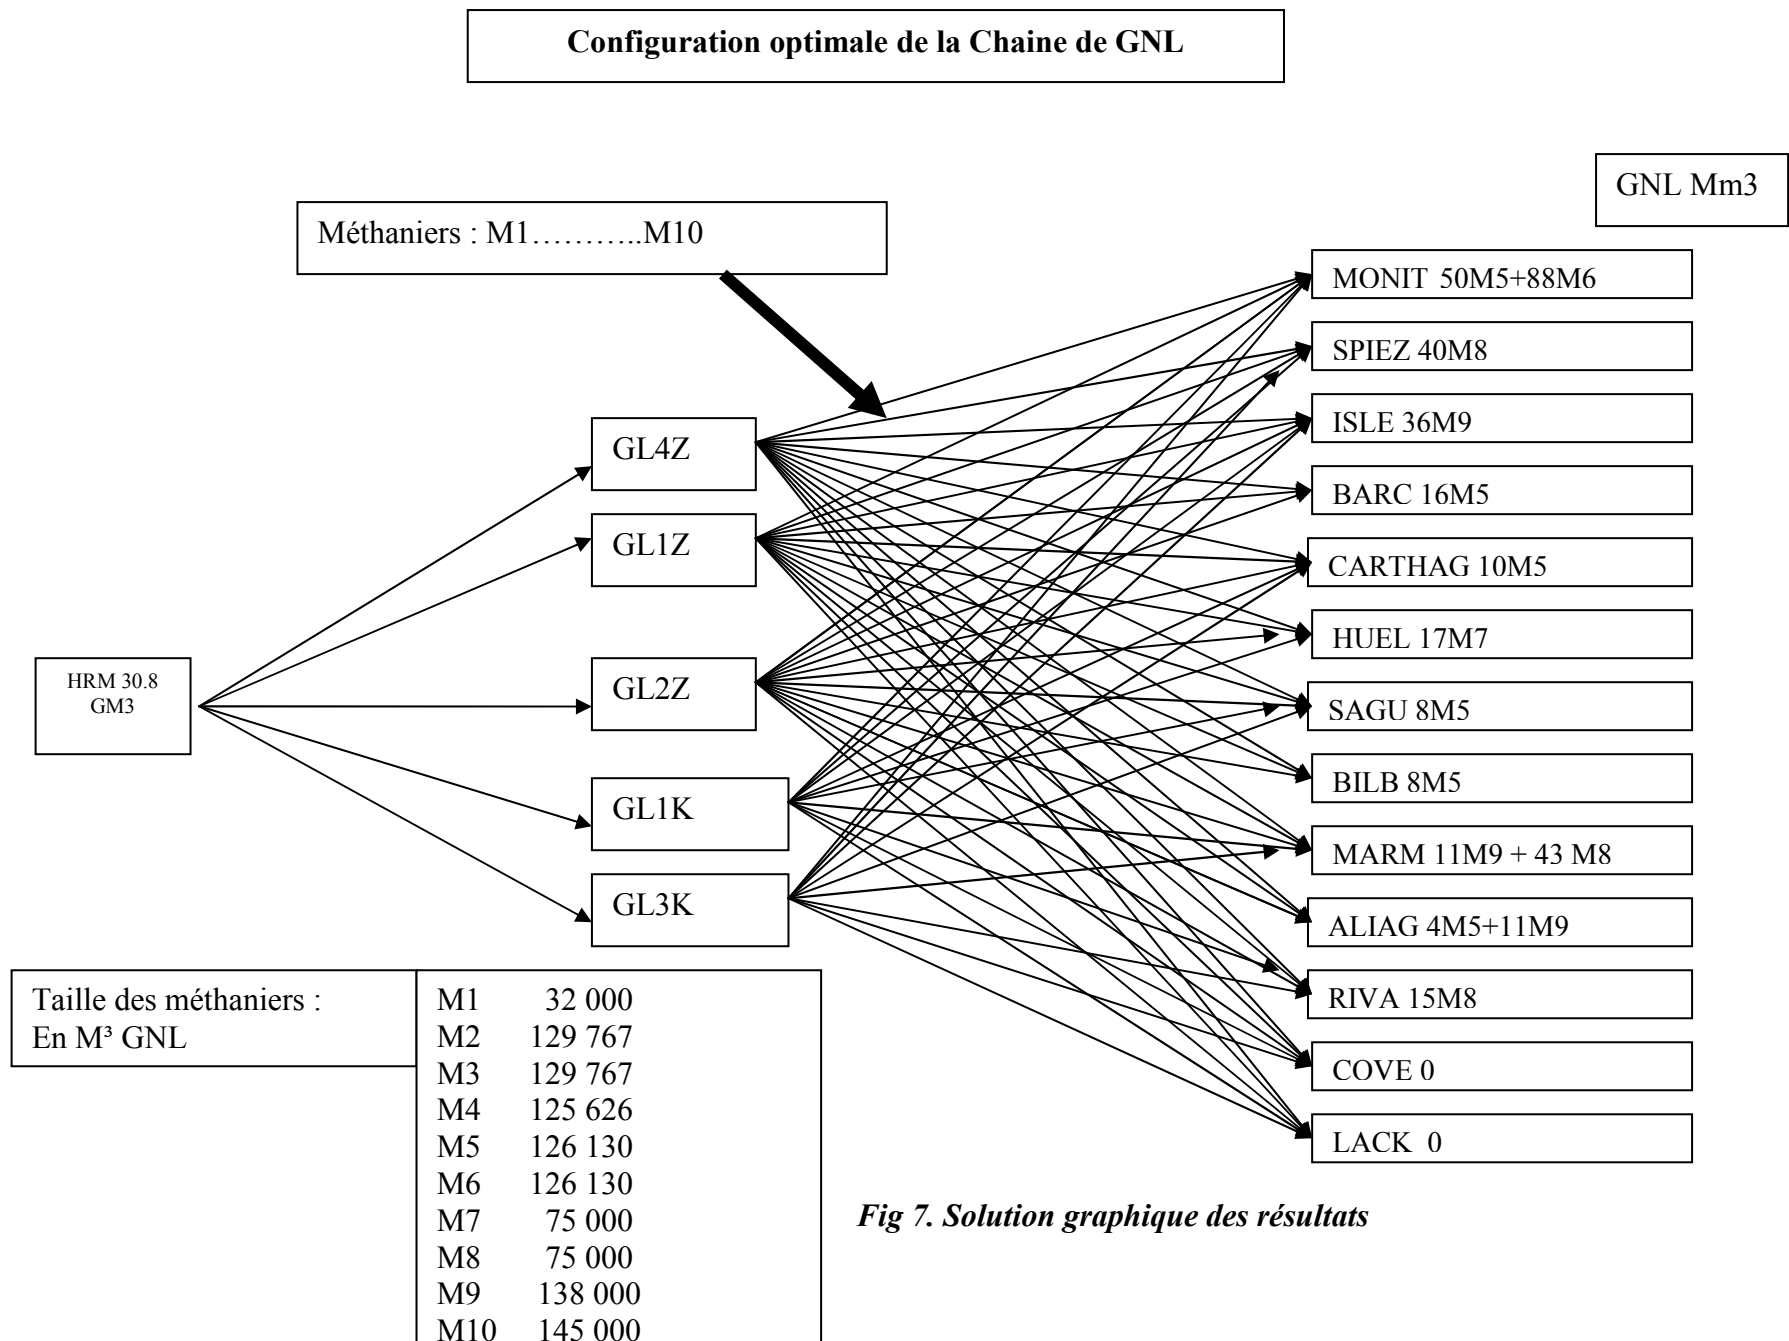 Configuration optimale de la Chaine de GNL
GNL Mm3
Méthaniers : M1………..M10
MONIT 50M5+88M6
SPIEZ 40M8
ISLE 36M9
BARC 16M5
CARTHAG 10M5
HUEL 17M7
SAGU 8M5
BILB 8M5
MARM 11M9 + 43 M8
ALIAG 4M5+11M9
RIVA 15M8
COVE 0
LACK 0
GL4Z
GL1Z
GL2Z
GL1K
GL3K
HRM 30.8
GM3
Taille des méthaniers :
En M³ GNL
M1 32 000
M2 129 767
M3 129 767
M4 125 626
M5 126 130
M6 126 130
M7 75 000
M8 75 000
M9 138 000
M10 145 000
Fig 7. Solution graphique des résultats